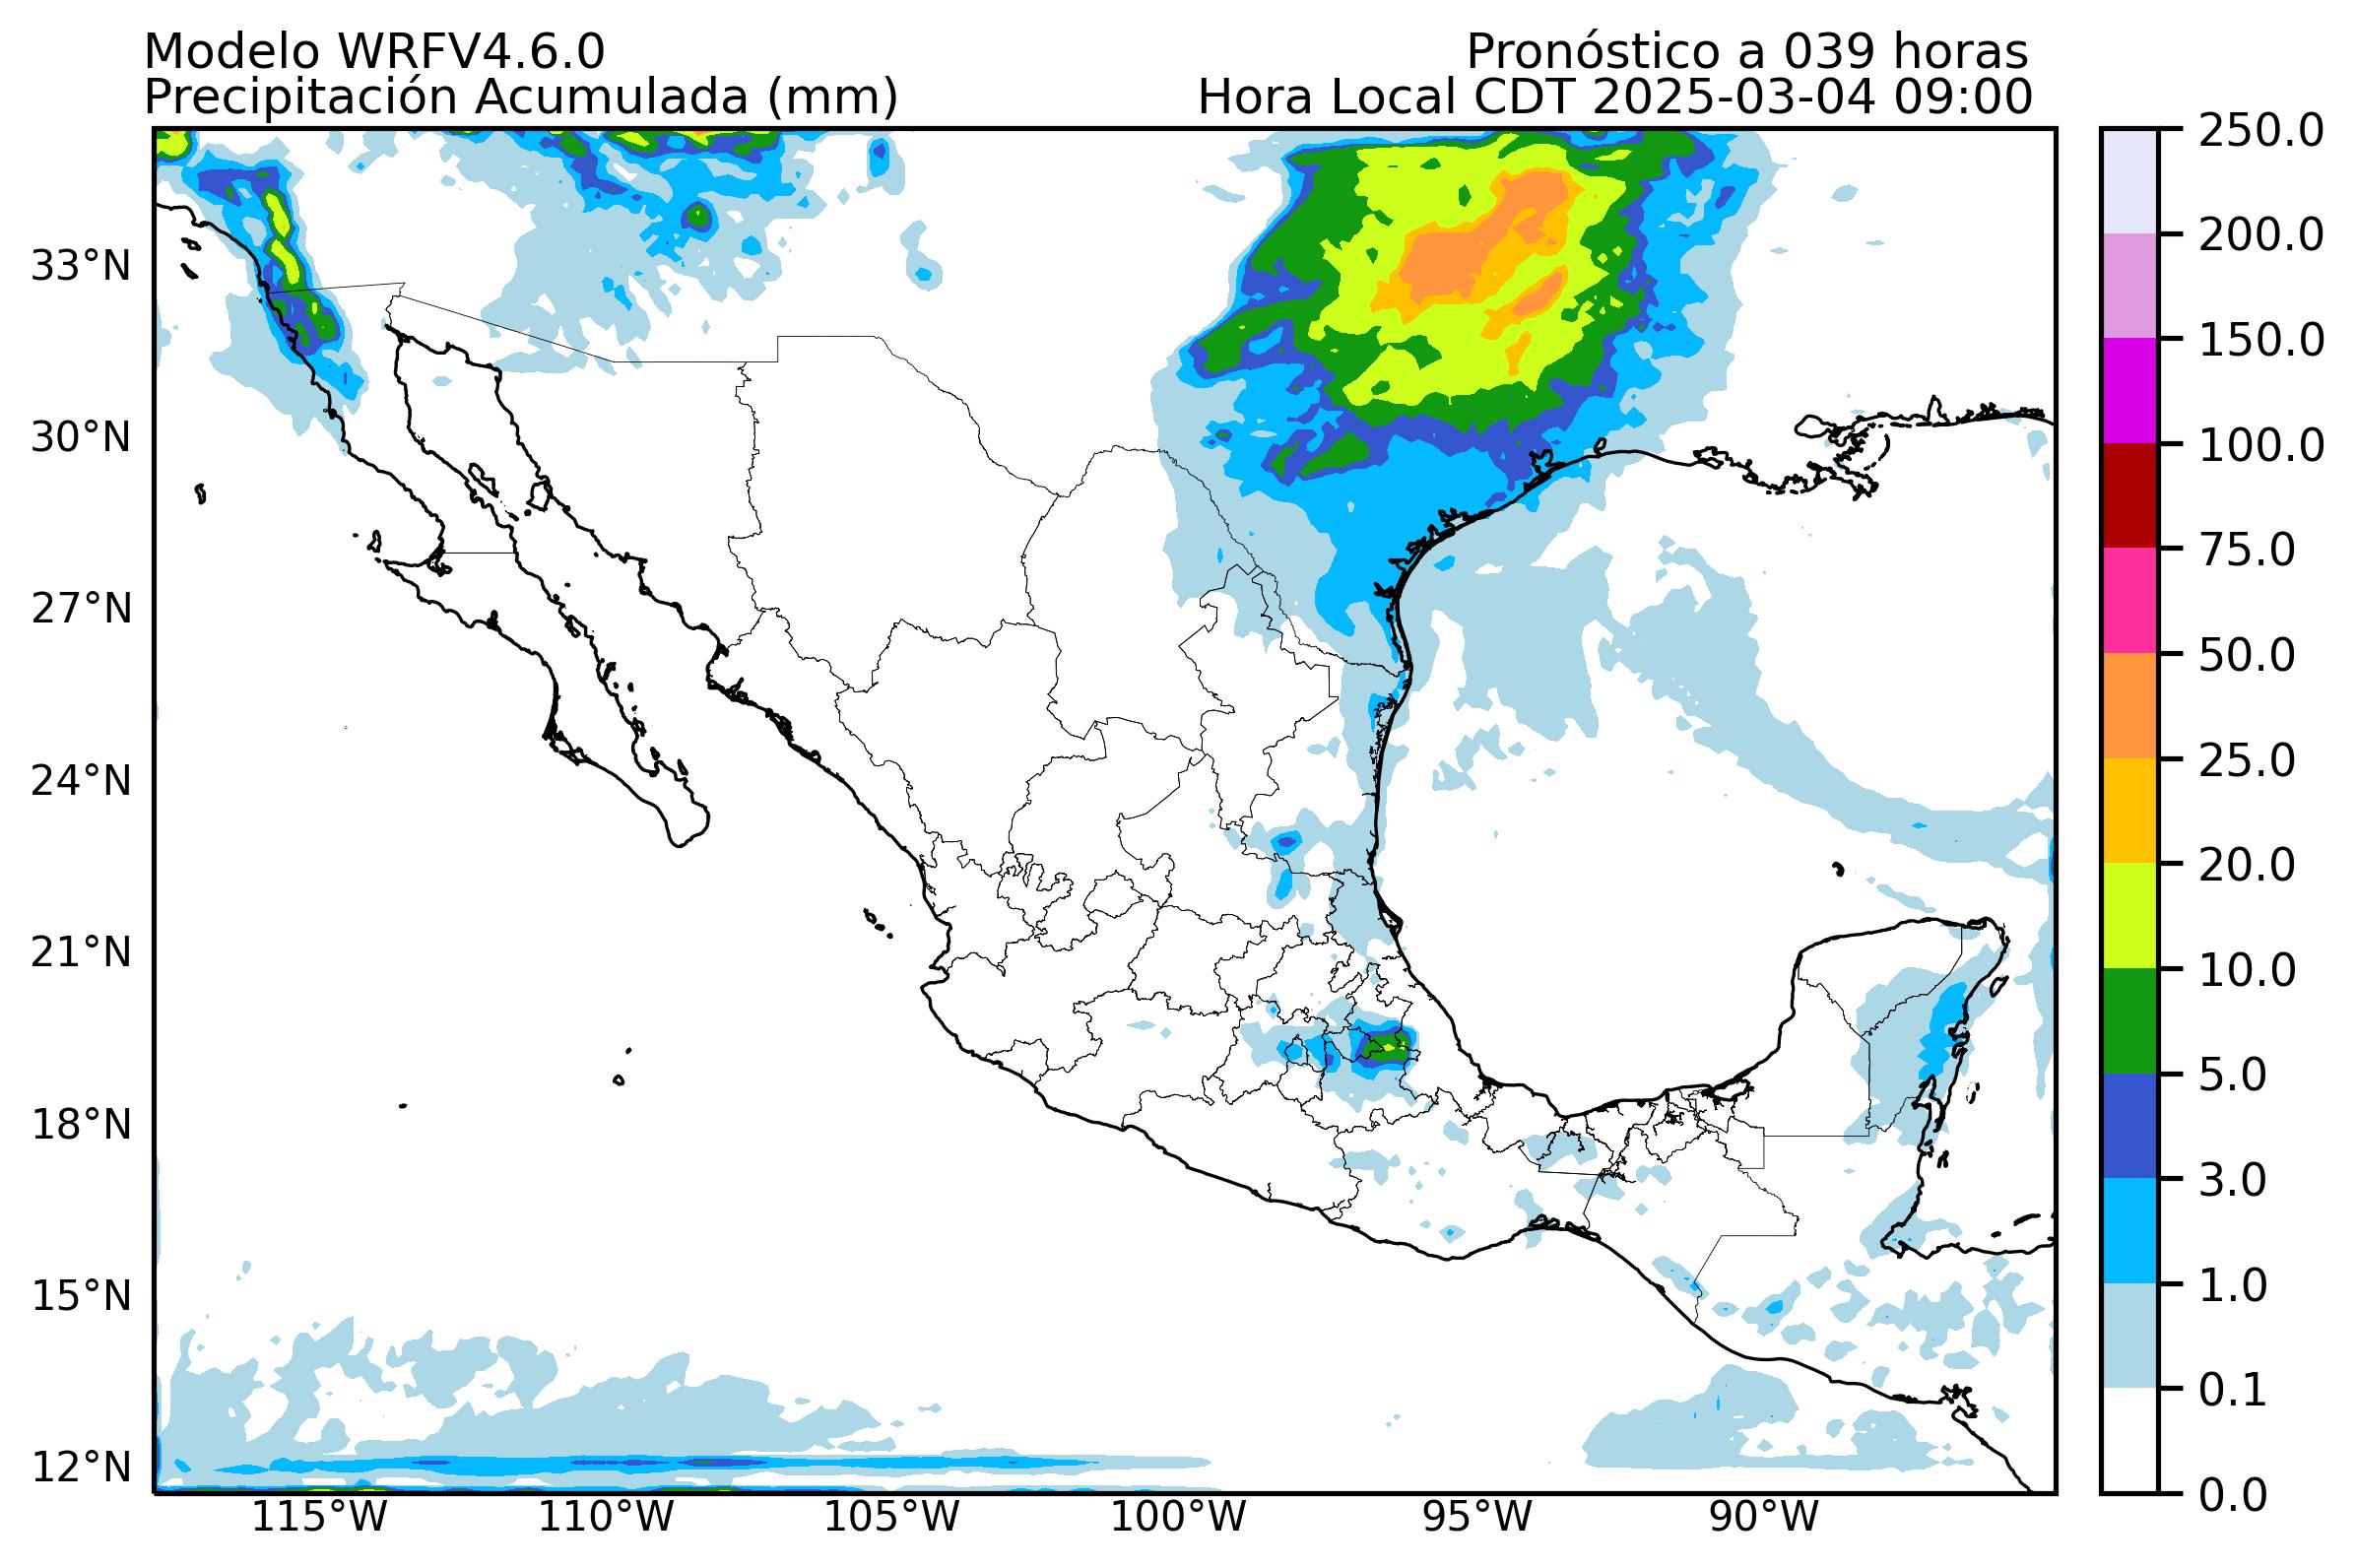 Modelo WRFV4.6.0
Pronóstico a 039 horas
Precipitación Acumulada (mm)
Hora Local CDT 2025-03-04 09:00
33°N
30°N
27°N
24°N
21°N
18°N
15°N
12°N
115°W
110°W
105°W
100°W
95°W
90°W
250.0
200.0
150.0
100.0
75.0
50.0
25.0
20.0
10.0
5.0
3.0
1.0
0.1
0.0